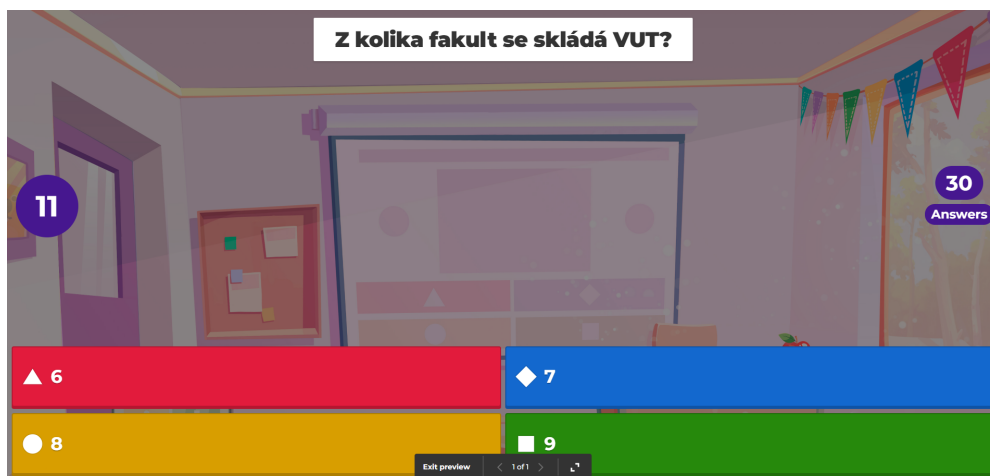 Z kolika fakult se skládá VUT?
11
30
Answers
6
7
8
9
Exit preview
1 of 1